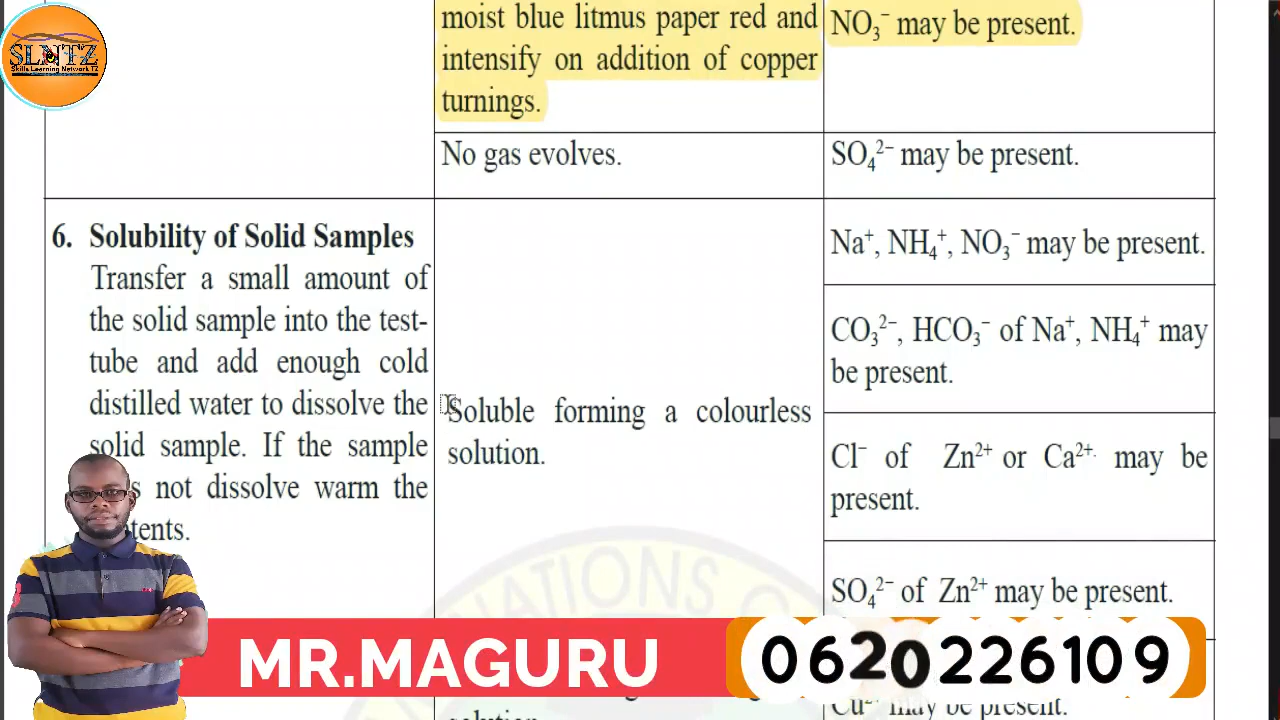 SLNTZ
Skills Learning Network TZ
moist blue litmus paper red and
intensify on addition of copper
turnings.
NO₃⁻ may be present.
No gas evolves.
SO₄²⁻ may be present.
6. Solubility of Solid Samples
Transfer a small amount of
the solid sample into the test-
tube and add enough cold
distilled water to dissolve the
solid sample. If the sample
not dissolve warm the
Soluble forming a colourless
solution.
Na⁺, NH₄⁺, NO₃⁻ may be present.
CO₃²⁻, HCO₃⁻ of Na⁺, NH₄⁺ may
be present.
Cl⁻ of Zn²⁺ or Ca²⁺ may be
present.
SO₄²⁻ of Zn²⁺ may be present.
MR.MAGURU
0620226109
Cu²⁺ may be present.
solution